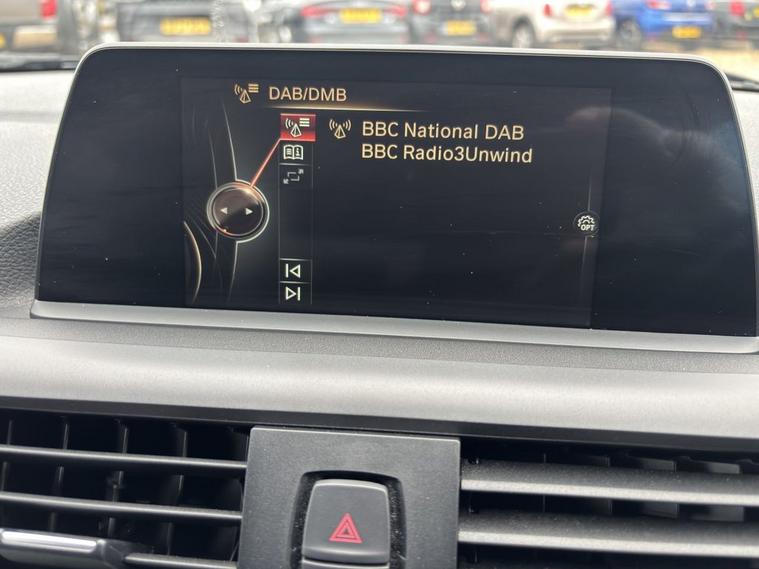 DAB/DMB
BBC National DAB
BBC Radio3Unwind
OPT